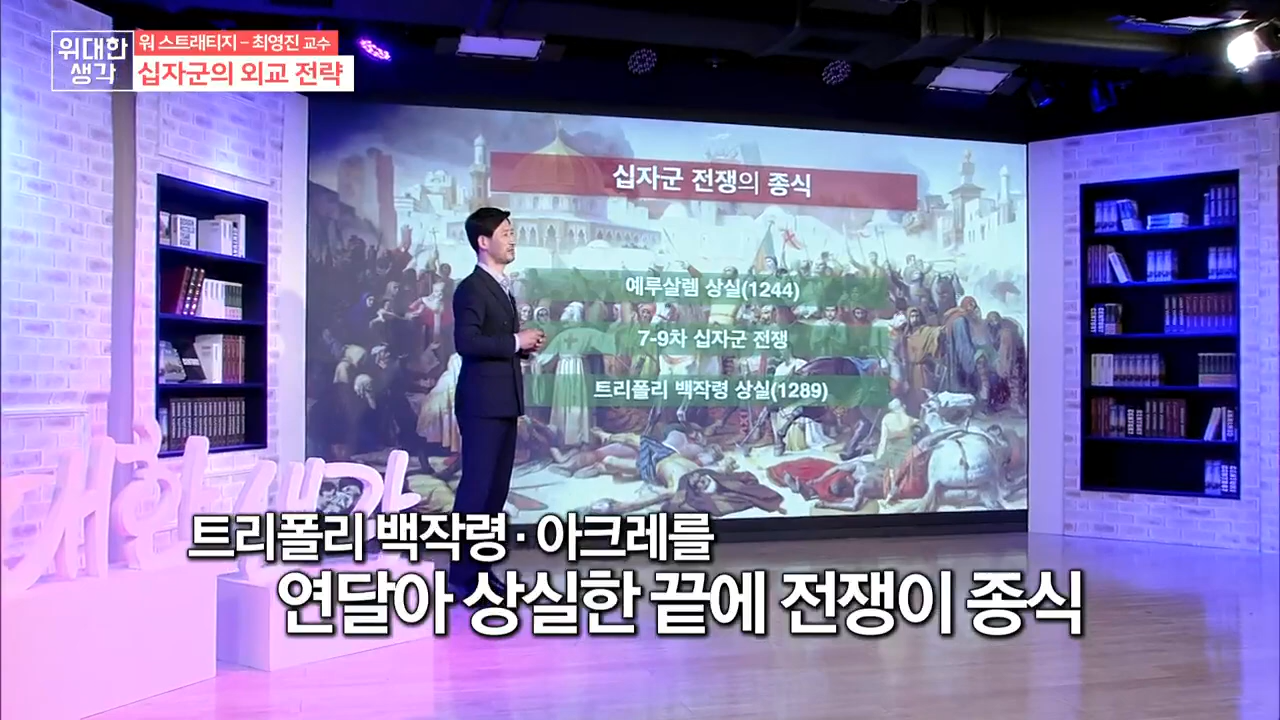 위대한
생각
워 스트래티지 – 최영진 교수
십자군의 외교 전략
십자군 전쟁의 종식
예루살렘 상실(1244)
7-9차 십자군 전쟁
트리폴리 백작령 상실(1289)
대한생각
트리폴리 백작령·아크레를
연달아 상실한 끝에 전쟁이 종식